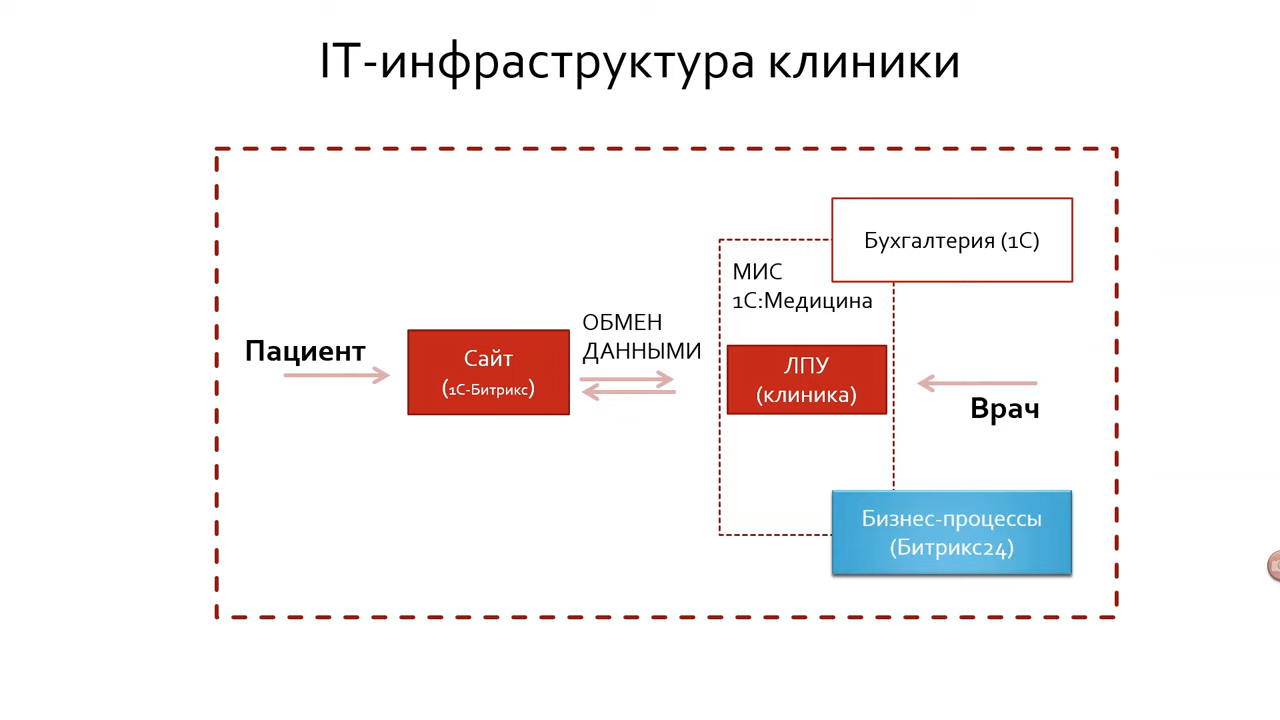 IT-инфраструктура клиники
Бухгалтерия (1С)
МИС
1С:Медицина
ОБМЕН
ДАННЫМИ
Пациент
Сайт
(1С-Битрикс)
ЛПУ
(клиника)
Врач
Бизнес-процессы
(Битрикс24)